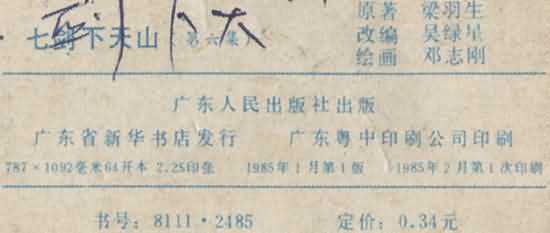 原著 梁羽生
七剑下天山 第六集 改编 吴绿星
绘画 邓志刚
广东人民出版社出版
广东省新华书店发行 广东粤中印刷公司印刷
787×1092毫米64开本 2.25印张 1985年1月第1版 1985年2月第1次印刷
书号：8111·2485 定价：0.34元